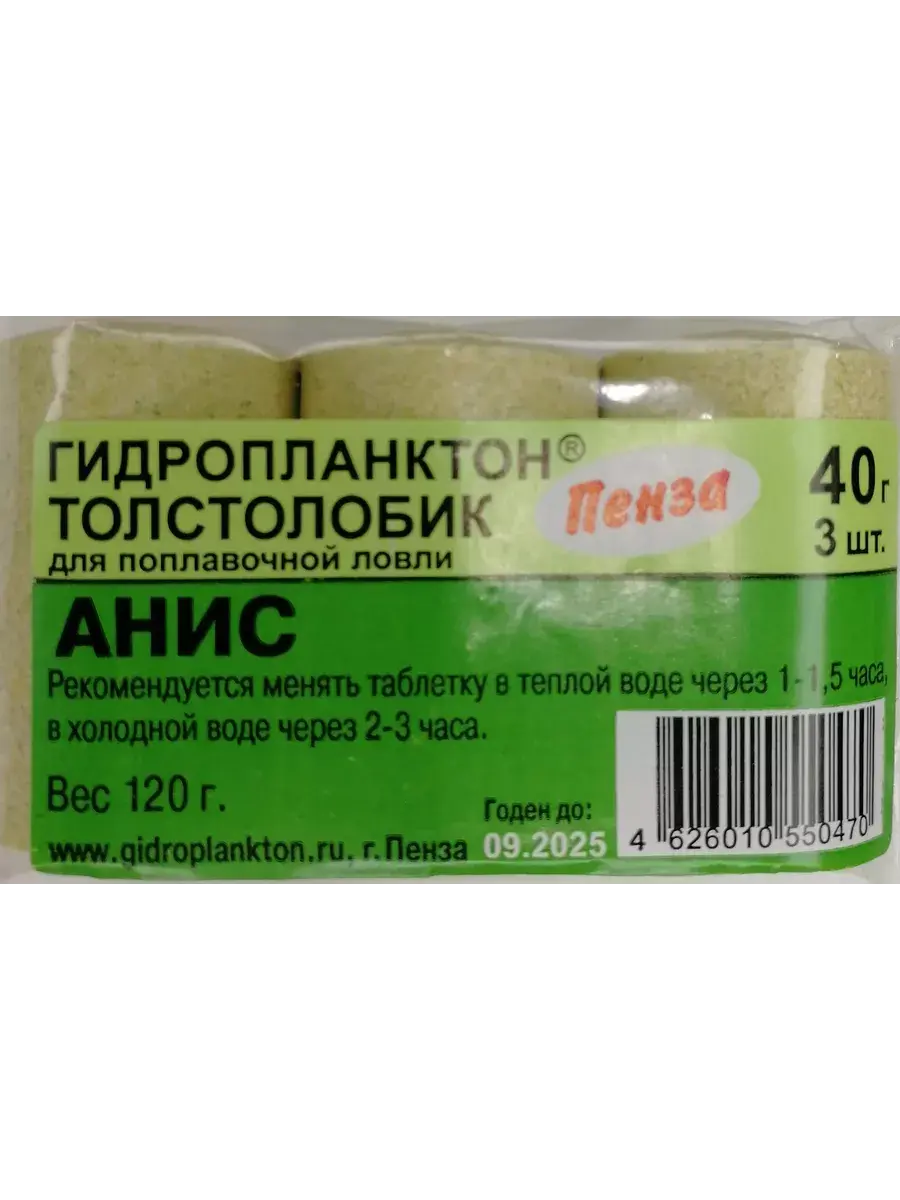 ГИДРОПЛАНКТОН®
ТОЛСТОЛОБИК
для поплавочной ловли
Пенза
40 г
3 шт.
АНИС
Рекомендуется менять таблетку в теплой воде через 1-1,5 часа,
в холодной воде через 2-3 часа.
Вес 120 г.
Годен до:
09.2025
www.gidroplankton.ru, г. Пенза
4 626010 550470